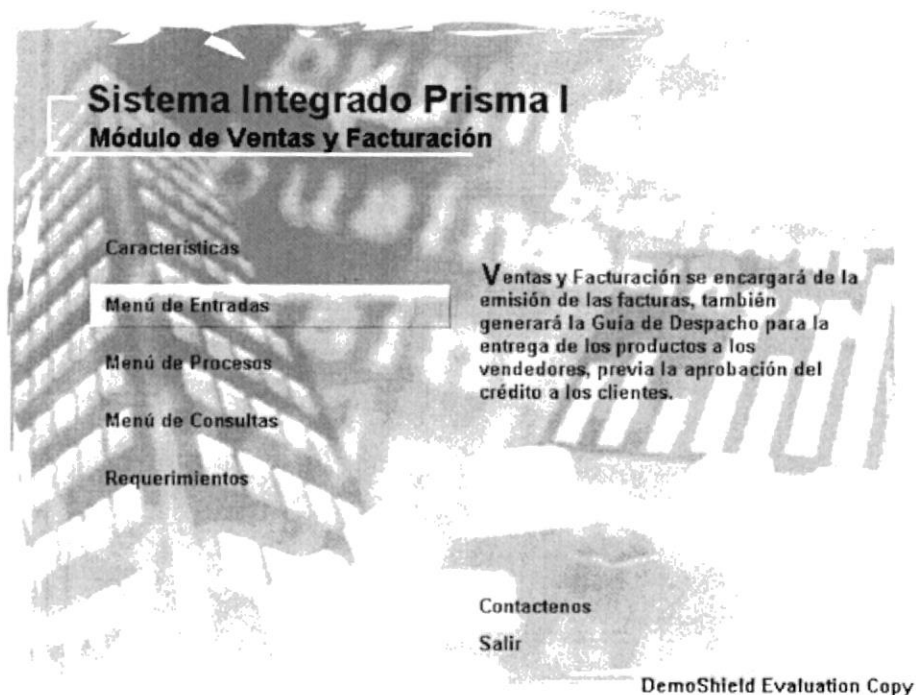 Sistema Integrado Prisma I
Módulo de Ventas y Facturación
Características
Menú de Entradas
Menú de Procesos
Menú de Consultas
Requerimientos
Ventas y Facturación se encargará de la
emisión de las facturas, también
generará la Guía de Despacho para la
entrega de los productos a los
vendedores, previa la aprobación del
crédito a los clientes.
Contactenos
Salir
DemoShield Evaluation Copy